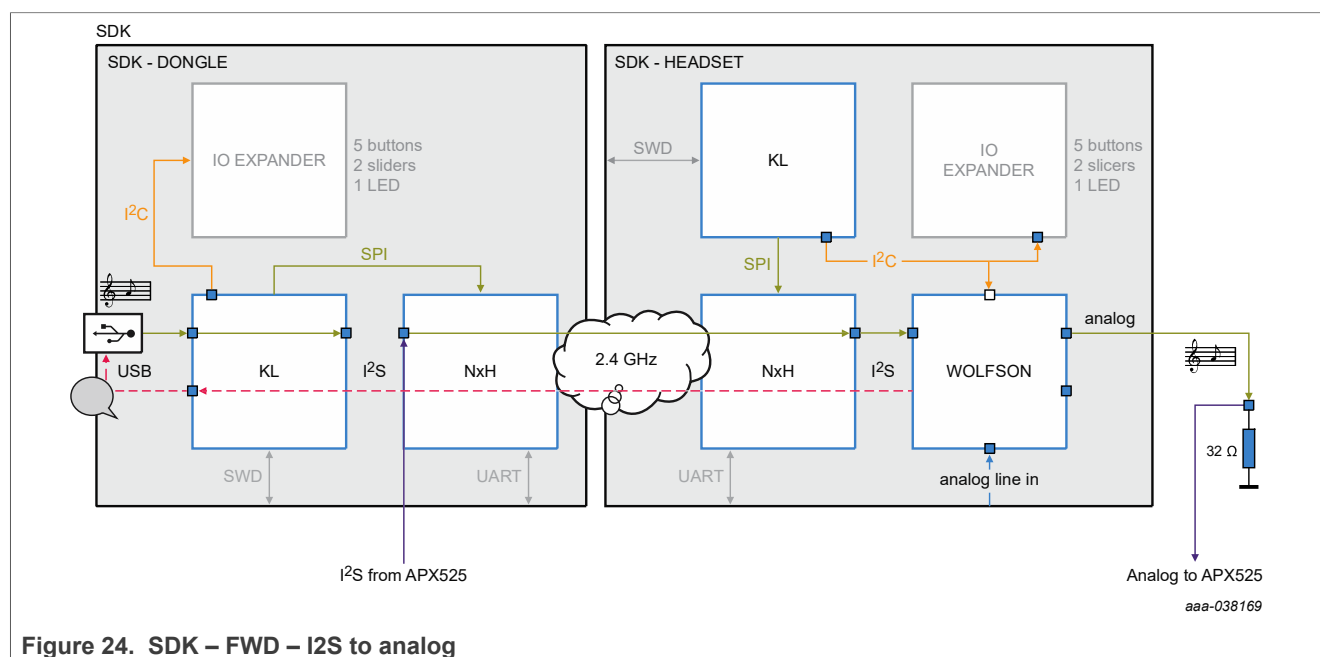 SDK
SDK - DONGLE
IO EXPANDER
5 buttons
2 sliders
1 LED
I²C
SPI
USB
KL
I²S
NxH
SWD
UART
I²S from APX525
2.4 GHz
SDK - HEADSET
SWD
KL
IO
EXPANDER
5 buttons
2 slicers
1 LED
SPI
I²C
NxH
I²S
WOLFSON
analog
UART
analog line in
32 Ω
Analog to APX525
aaa-038169
Figure 24. SDK – FWD – I2S to analog